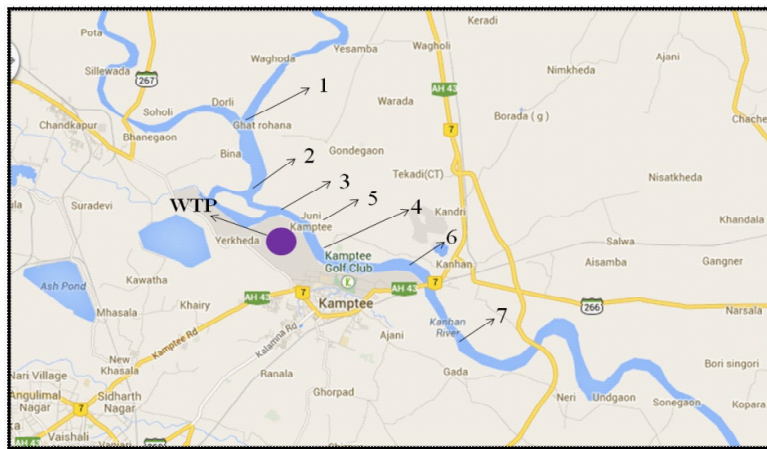 Pota
Keradi
Yesamba
Wagholi
Ajani
Waghoda
Nimkheda
Sillewada
267
AH 43
Chache
Dorli
1
Soholi
Warada
Borada ( g )
Chandkapur
Ghat rohana
7
Bhanegaon
Bina
Gondegaon
2
Tekadi(CT)
Nisatkheda
3
WTP
Suradevi
Juni
Kamptee
5
4
Kandri
Khandala
Yerkheda
Kamptee
Golf Club
6
Salwa
Kanhan
Aisamba
Gangner
Kawatha
Ash Pond
Khairy
AH 43
7
AH 43
7
266
Mhasala
Kamptee
Narsala
Kamptee Rd
Kalamna Rd
Kanhan
River
7
Ajani
New
Khasala
Bori singori
Nari Village
Ranala
Gada
Angulimal
Nagar
7
Sidharth
Nagar
Ghorpad
Neri
Undgaon
Sonegaon
Kopara
Vaishali